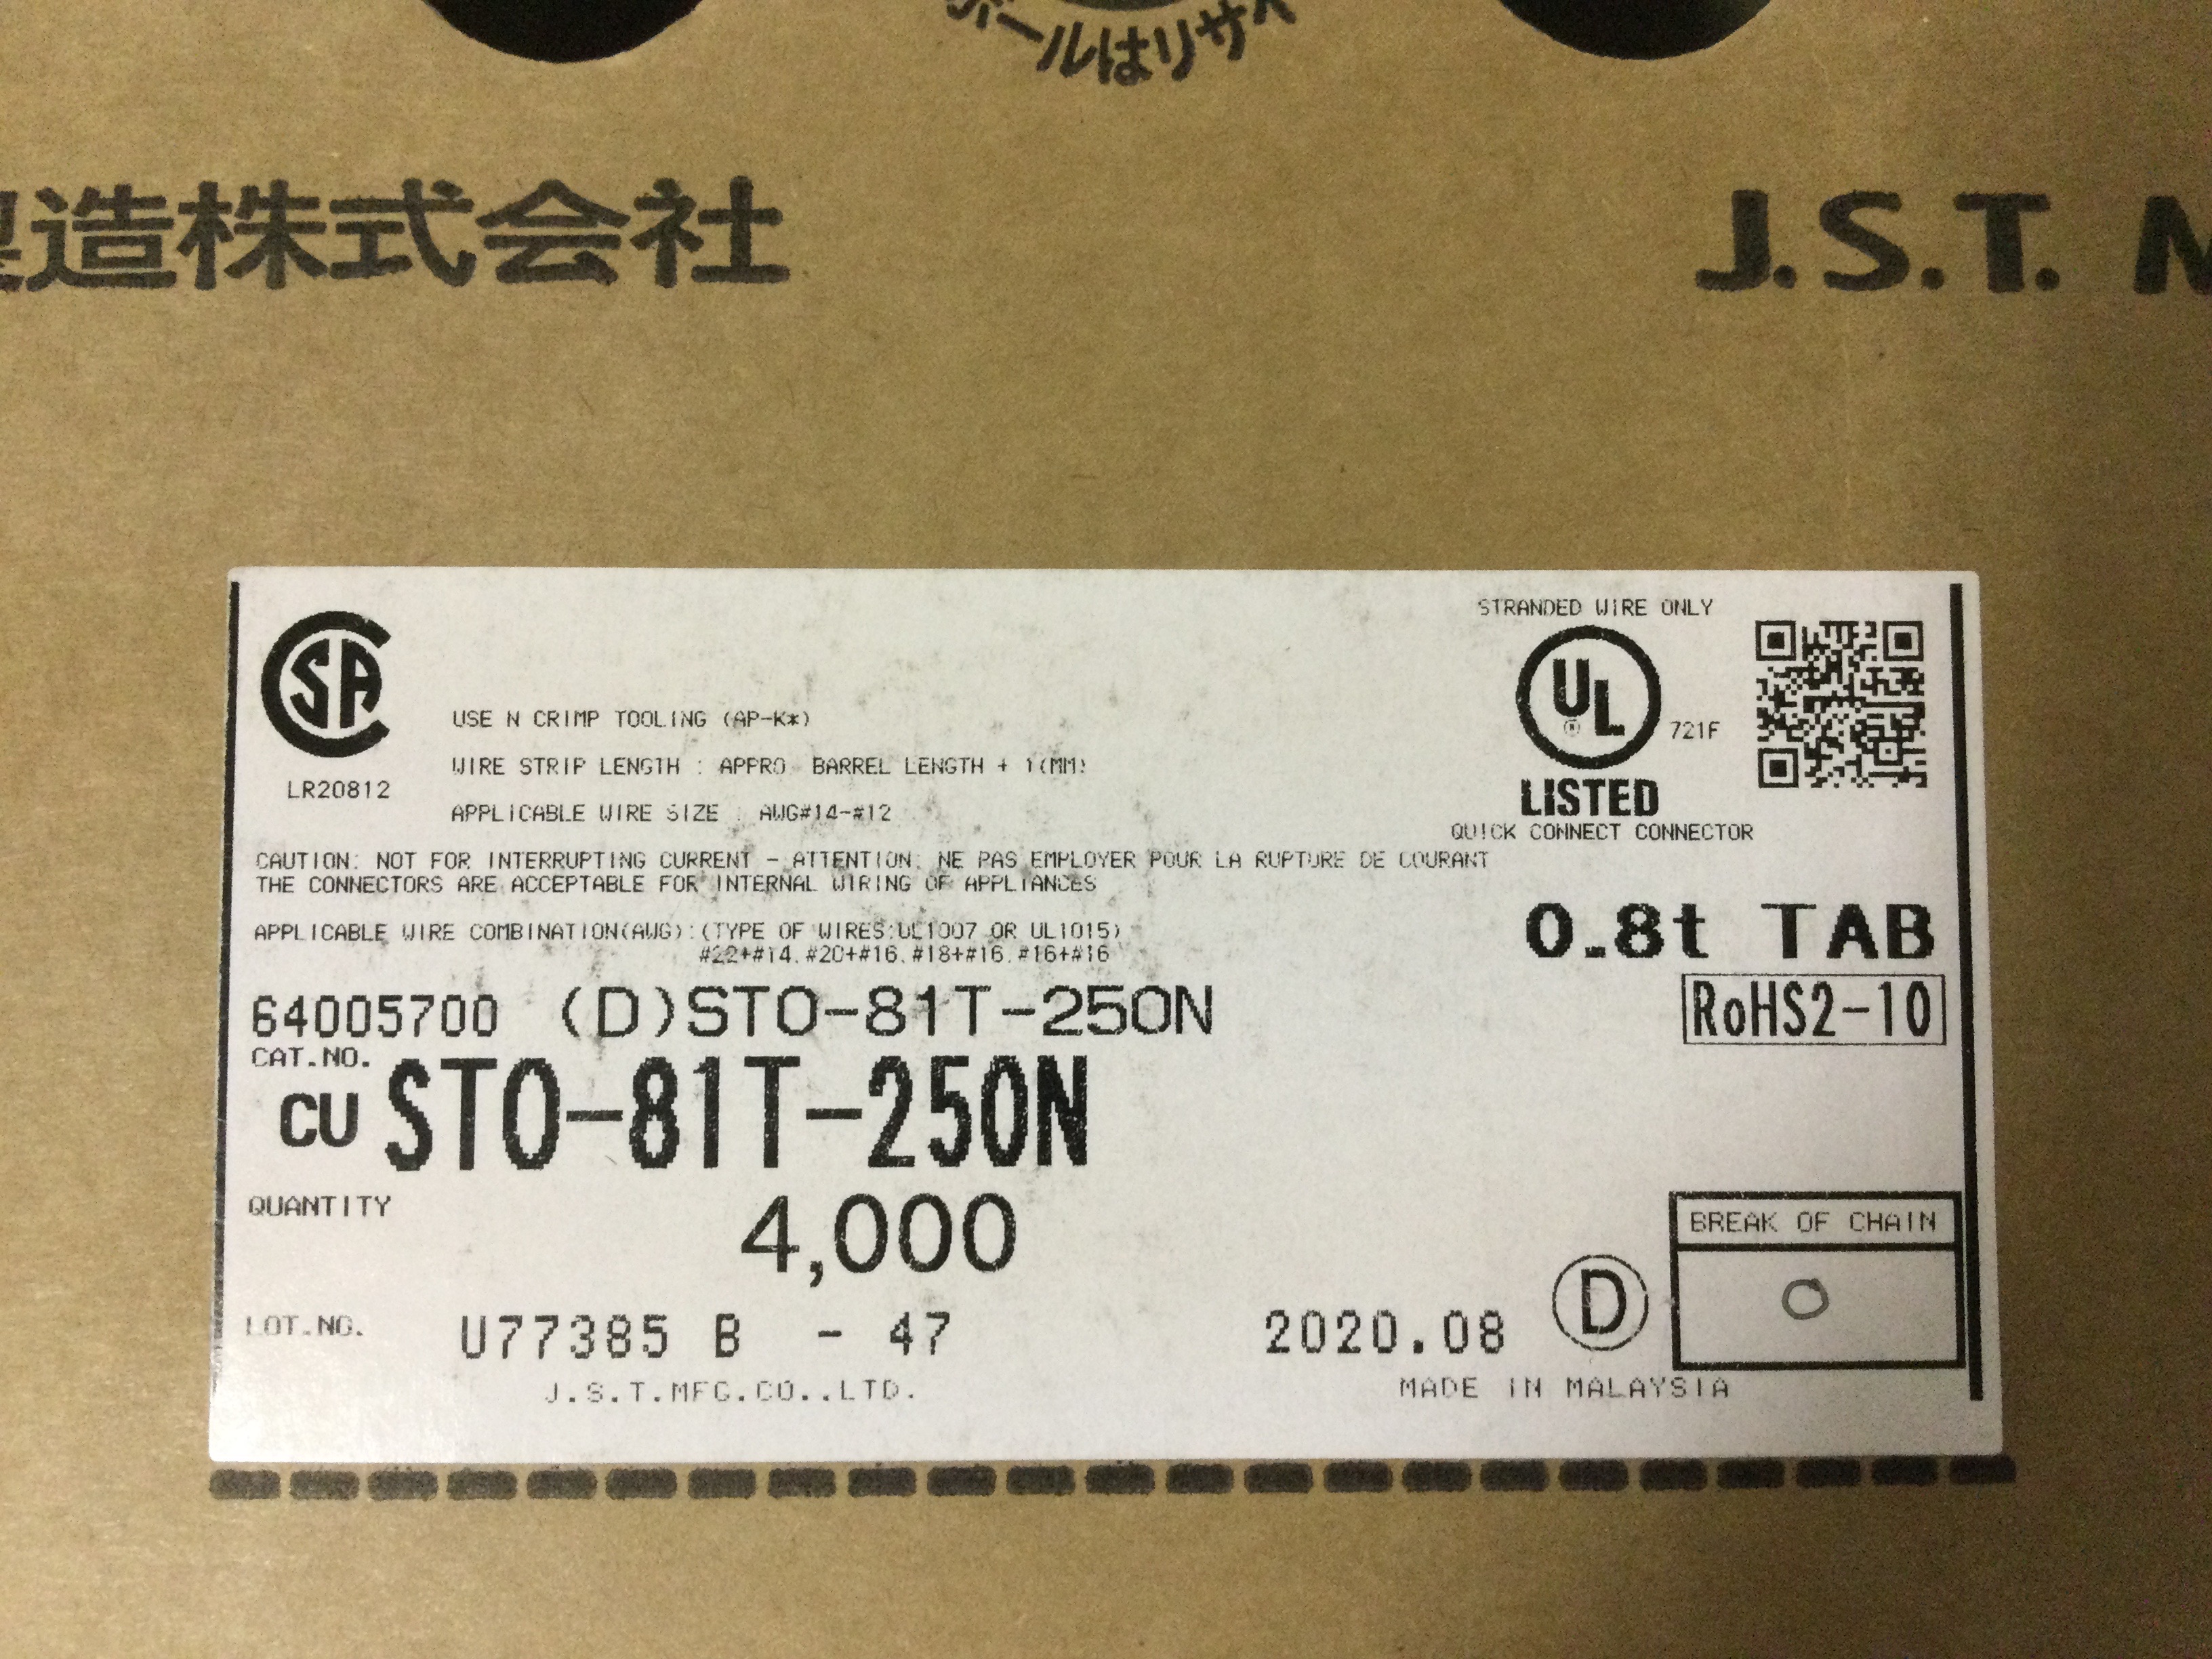 ボールはリサイ
製造株式会社
J.S.T. M
CSA
LR20812
USE N CRIMP TOOLING (AP-K*)
WIRE STRIP LENGTH : APPRO BARREL LENGTH + 1(MM)
APPLICABLE WIRE SIZE : AWG#14-#12
STRANDED WIRE ONLY
UL
®
721F
LISTED
QUICK CONNECT CONNECTOR
CAUTION: NOT FOR INTERRUPTING CURRENT - ATTENTION: NE PAS EMPLOYER POUR LA RUPTURE DE COURANT
THE CONNECTORS ARE ACCEPTABLE FOR INTERNAL WIRING OF APPLIANCES
APPLICABLE WIRE COMBINATION(AWG):(TYPE OF WIRES:UL1007 OR UL1015)
#22+#14.#20+#16.#18+#16.#16+#16
0.8t TAB
RoHS2-10
64005700 (D)STO-81T-250N
CAT.NO.
CU STO-81T-250N
QUANTITY 4,000
BREAK OF CHAIN
O
LOT.NO. U77385 B - 47
2020.08 D
J.S.T.MFG.CO.,LTD.
MADE IN MALAYSIA